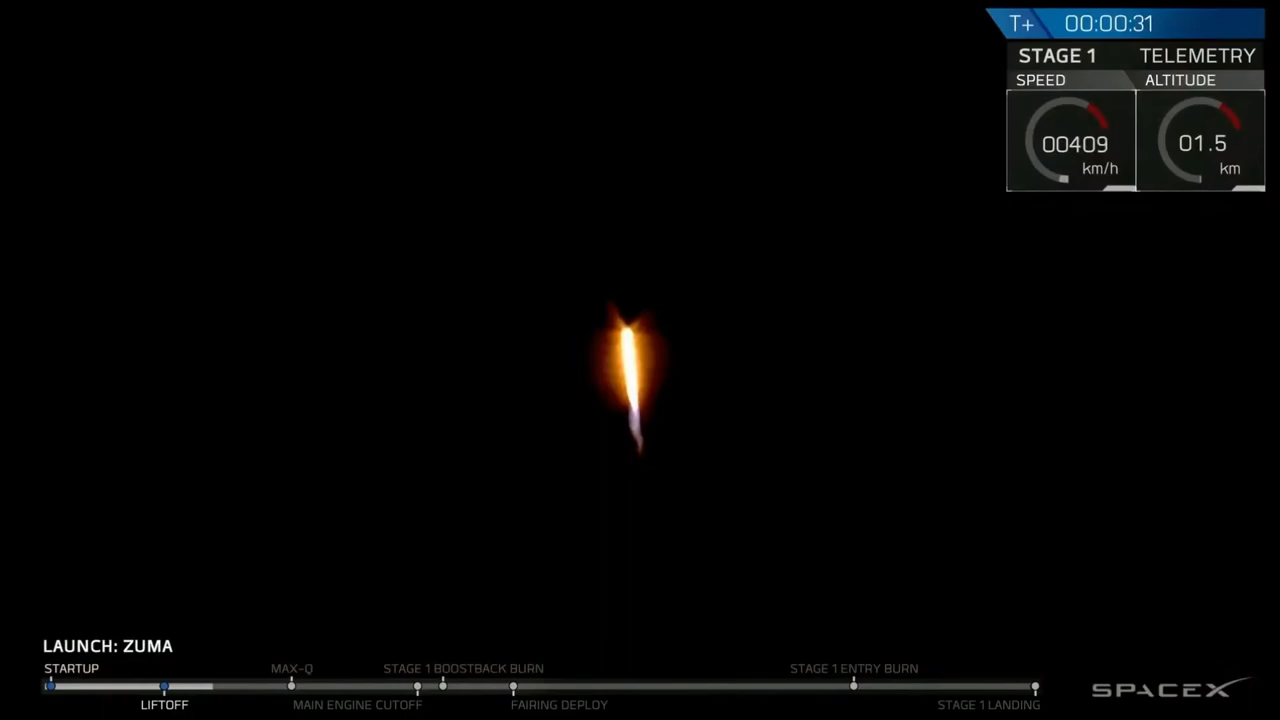 T+ 00:00:31
STAGE 1 TELEMETRY
SPEED ALTITUDE
00409 01.5
km/h km
LAUNCH: ZUMA
STARTUP MAX-Q STAGE 1 BOOSTBACK BURN STAGE 1 ENTRY BURN
LIFTOFF MAIN ENGINE CUTOFF FAIRING DEPLOY STAGE 1 LANDING
SPACEX